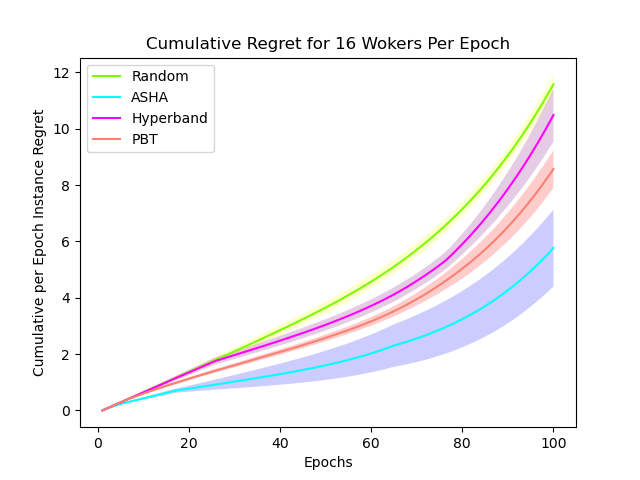 Cumulative Regret for 16 Wokers Per Epoch
Random
ASHA
Hyperband
PBT
Cumulative per Epoch Instance Regret
12
10
8
6
4
2
0
0 20 40 60 80 100
Epochs